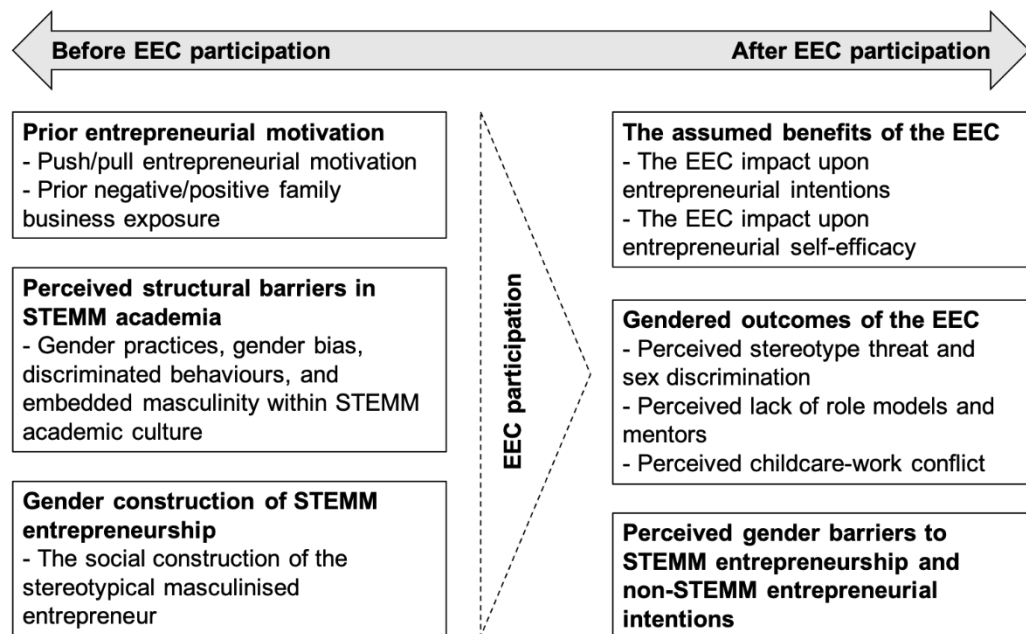 Before EEC participation
After EEC participation
Prior entrepreneurial motivation
- Push/pull entrepreneurial motivation
- Prior negative/positive family
business exposure
Perceived structural barriers in
STEMM academia
- Gender practices, gender bias,
discriminated behaviours, and
embedded masculinity within STEMM
academic culture
Gender construction of STEMM
entrepreneurship
- The social construction of the
stereotypical masculinised
entrepreneur
EEC participation
The assumed benefits of the EEC
- The EEC impact upon
entrepreneurial intentions
- The EEC impact upon
entrepreneurial self-efficacy
Gendered outcomes of the EEC
- Perceived stereotype threat and
sex discrimination
- Perceived lack of role models and
mentors
- Perceived childcare-work conflict
Perceived gender barriers to
STEMM entrepreneurship and
non-STEMM entrepreneurial
intentions